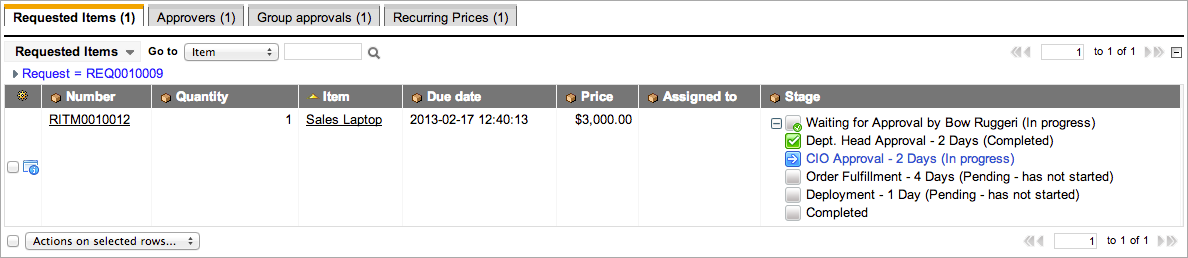 Requested Items (1) Approvers (1) Group approvals (1) Recurring Prices (1)
Requested Items Go to Item 1 to 1 of 1
Request = REQ0010009
Number Quantity Item Due date Price Assigned to Stage
RITM0010012 1 Sales Laptop 2013-02-17 12:40:13 $3,000.00 Waiting for Approval by Bow Ruggeri (In progress)
Dept. Head Approval - 2 Days (Completed)
CIO Approval - 2 Days (In progress)
Order Fulfillment - 4 Days (Pending - has not started)
Deployment - 1 Day (Pending - has not started)
Completed
Actions on selected rows... 1 to 1 of 1